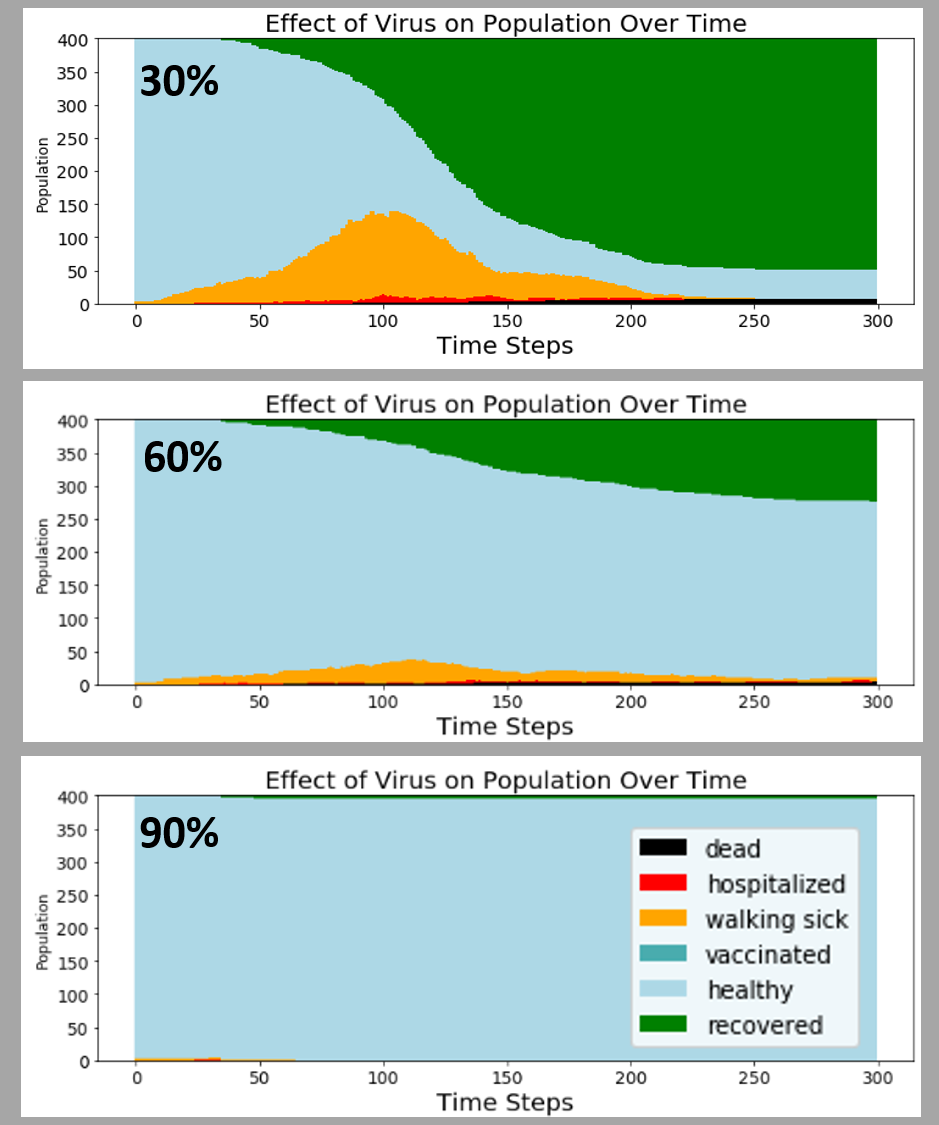 Effect of Virus on Population Over Time
400
30%
350
300
250
200
150
100
50
0
Population
0 50 100 150 200 250 300
Time Steps
Effect of Virus on Population Over Time
400
60%
350
300
250
200
150
100
50
0
Population
0 50 100 150 200 250 300
Time Steps
Effect of Virus on Population Over Time
400
90%
350
300
250
200
150
100
50
0
Population
dead
hospitalized
walking sick
vaccinated
healthy
recovered
0 50 100 150 200 250 300
Time Steps